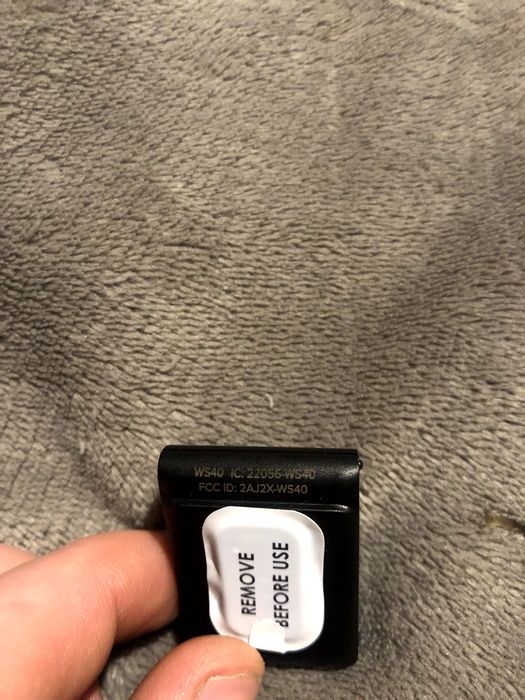 WS40 IC: 22056-WS40
FCC ID: 2AJ2X-WS40
REMOVE
BEFORE USE